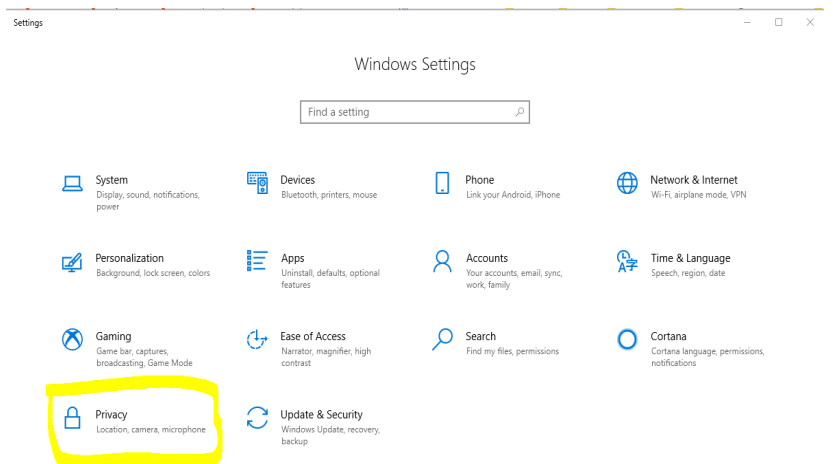 Settings
Windows Settings
Find a setting
System
Display, sound, notifications,
power
Devices
Bluetooth, printers, mouse
Phone
Link your Android, iPhone
Network & Internet
Wi-Fi, airplane mode, VPN
Personalization
Background, lock screen, colors
Apps
Uninstall, defaults, optional
features
Accounts
Your accounts, email, sync,
work, family
Time & Language
Speech, region, date
Gaming
Game bar, captures,
broadcasting, Game Mode
Ease of Access
Narrator, magnifier, high
contrast
Search
Find my files, permissions
Cortana
Cortana language, permissions,
notifications
Privacy
Location, camera, microphone
Update & Security
Windows Update, recovery,
backup